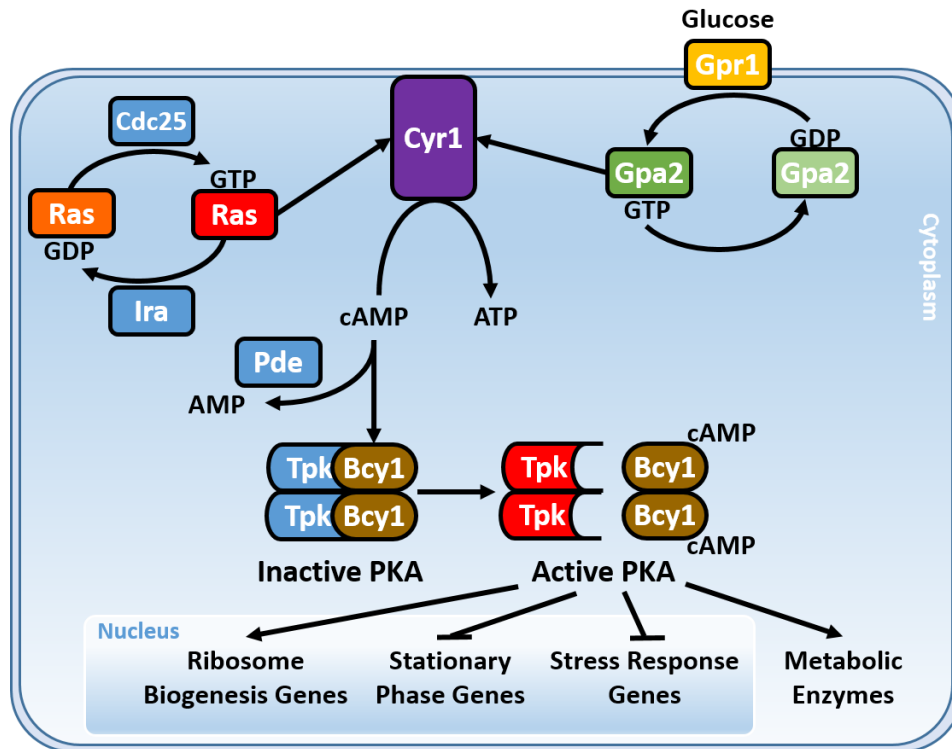 Glucose
Gpr1
Cdc25
Cyr1
GDP
GTP
Gpa2
Gpa2
Ras
Ras
GTP
GDP
Cytoplasm
Ira
cAMP
ATP
Pde
AMP
cAMP
Tpk
Bcy1
Tpk
Bcy1
Tpk
Bcy1
Tpk
Bcy1
cAMP
Inactive PKA
Active PKA
Nucleus
Ribosome
Biogenesis Genes
Stationary
Phase Genes
Stress Response
Genes
Metabolic
Enzymes